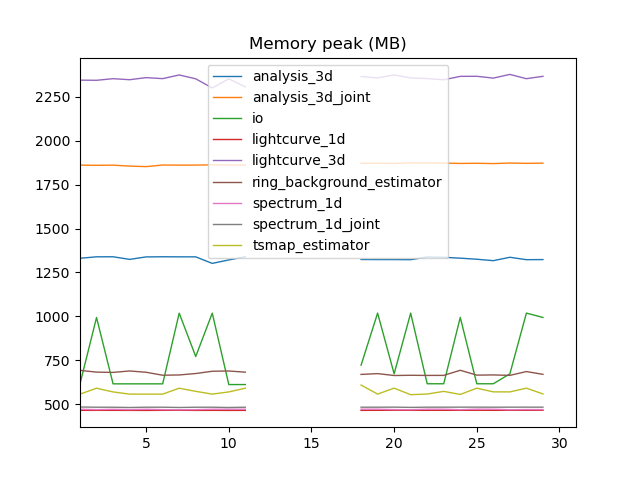 Memory peak (MB)
analysis_3d
analysis_3d_joint
io
lightcurve_1d
lightcurve_3d
ring_background_estimator
spectrum_1d
spectrum_1d_joint
tsmap_estimator
2250
2000
1750
1500
1250
1000
750
500
5 10 15 20 25 30